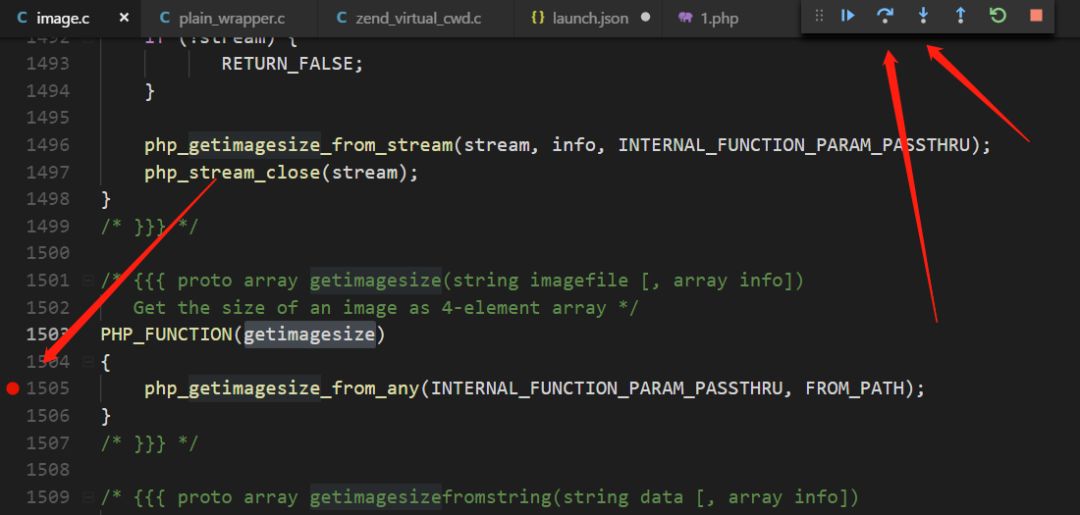 C image.c × C plain_wrapper.c C zend_virtual_cwd.c {} launch.json ● 1.php
1492 if (!stream) {
1493 RETURN_FALSE;
1494 }
1495
1496 php_getimagesize_from_stream(stream, info, INTERNAL_FUNCTION_PARAM_PASSTHRU);
1497 php_stream_close(stream);
1498 }
1499 /* }}} */
1500
1501 /* {{{ proto array getimagesize(string imagefile [, array info])
1502 Get the size of an image as 4-element array */
1503 PHP_FUNCTION(getimagesize)
1504 {
1505 php_getimagesize_from_any(INTERNAL_FUNCTION_PARAM_PASSTHRU, FROM_PATH);
1506 }
1507 /* }}} */
1508
1509 /* {{{ proto array getimagesizefromstring(string data [, array info])